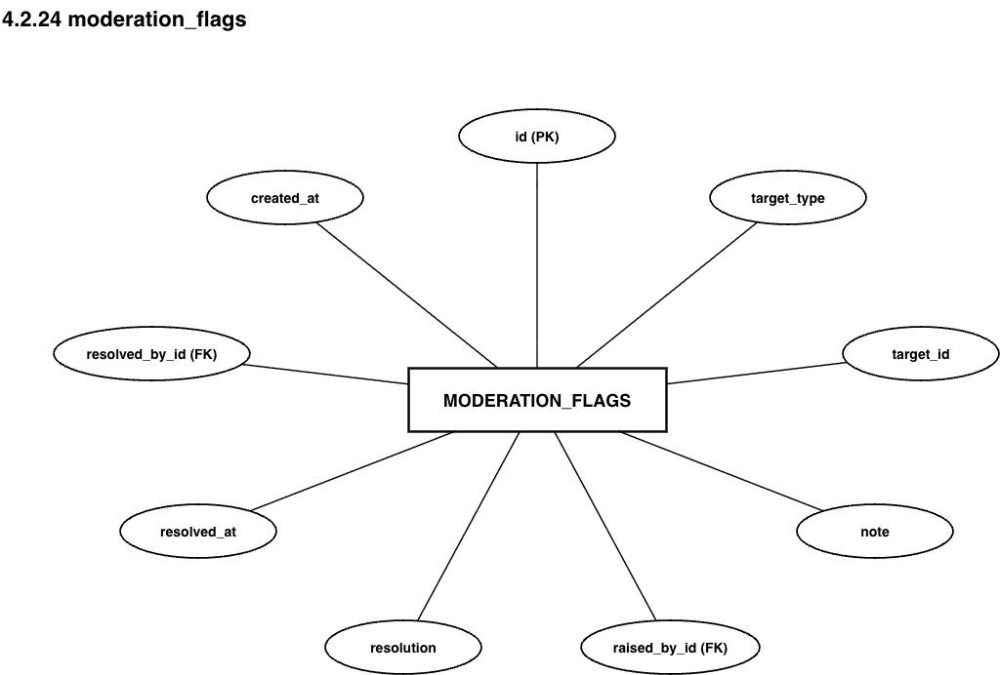 4.2.24 moderation_flags
id (PK)
created_at
target_type
resolved_by_id (FK)
target_id
MODERATION_FLAGS
resolved_at
note
resolution
raised_by_id (FK)